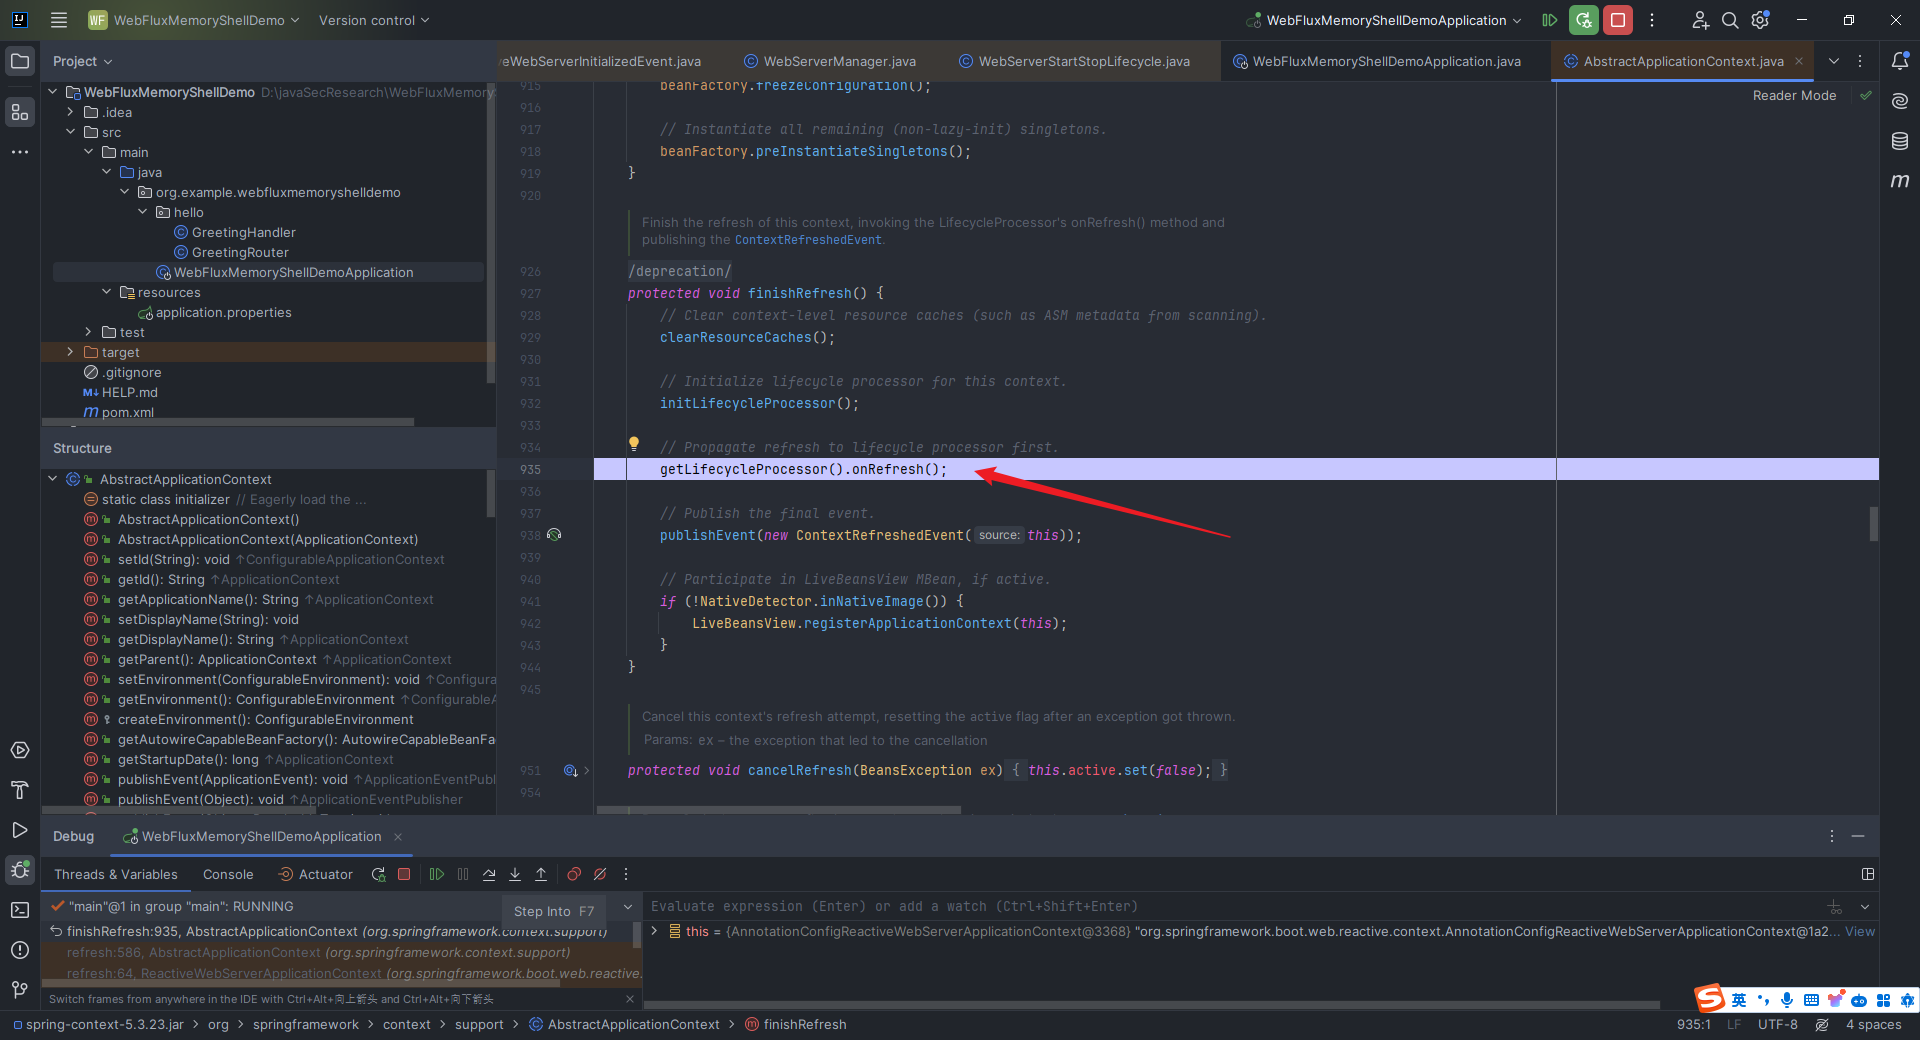 WF WebFluxMemoryShellDemo Version control WebFluxMemoryShellDemoApplication
Project
WebFluxMemoryShellDemo D:\javaSecResearch\WebFluxMemory
.idea
src
main
java
org.example.webfluxmemoryshelldemo
hello
GreetingHandler
GreetingRouter
WebFluxMemoryShellDemoApplication
resources
application.properties
test
target
.gitignore
HELP.md
pom.xml
Structure
AbstractApplicationContext
static class initializer // Eagerly load the ...
AbstractApplicationContext()
AbstractApplicationContext(ApplicationContext)
setId(String): void ↑ConfigurableApplicationContext
getId(): String ↑ApplicationContext
getApplicationName(): String ↑ApplicationContext
setDisplayName(String): void
getDisplayName(): String ↑ApplicationContext
getParent(): ApplicationContext ↑ApplicationContext
setEnvironment(ConfigurableEnvironment): void ↑Configura
getEnvironment(): ConfigurableEnvironment ↑ConfigurableA
createEnvironment(): ConfigurableEnvironment
getAutowireCapableBeanFactory(): AutowireCapableBeanFa
getStartupDate(): long ↑ApplicationContext
publishEvent(ApplicationEvent): void ↑ApplicationEventPubl
publishEvent(Object): void ↑ApplicationEventPublisher
eWebServerInitializedEvent.java WebServerManager.java WebServerStartStopLifecycle.java WebFluxMemoryShellDemoApplication.java AbstractApplicationContext.java
Reader Mode
915 beanFactory.freezeConfiguration();
916
917 // Instantiate all remaining (non-lazy-init) singletons.
918 beanFactory.preInstantiateSingletons();
919 }
920
Finish the refresh of this context, invoking the LifecycleProcessor's onRefresh() method and
publishing the ContextRefreshedEvent.
926 /deprecation/
927 protected void finishRefresh() {
928 // Clear context-level resource caches (such as ASM metadata from scanning).
929 clearResourceCaches();
930
931 // Initialize lifecycle processor for this context.
932 initLifecycleProcessor();
933
934 // Propagate refresh to lifecycle processor first.
935 getLifecycleProcessor().onRefresh();
936
937 // Publish the final event.
938 publishEvent(new ContextRefreshedEvent( source: this));
939
940 // Participate in LiveBeansView MBean, if active.
941 if (!NativeDetector.inNativeImage()) {
942 LiveBeansView.registerApplicationContext(this);
943 }
944 }
945
Cancel this context's refresh attempt, resetting the active flag after an exception got thrown.
Params: ex – the exception that led to the cancellation
951 protected void cancelRefresh(BeansException ex) { this.active.set(false); }
954
Debug WebFluxMemoryShellDemoApplication
Threads & Variables Console Actuator
"main"@1 in group "main": RUNNING
Step Into F7
finishRefresh:935, AbstractApplicationContext (org.springframework.context.support)
refresh:586, AbstractApplicationContext (org.springframework.context.support)
refresh:64, ReactiveWebServerApplicationContext (org.springframework.boot.web.reactive.
Switch frames from anywhere in the IDE with Ctrl+Alt+向上箭头 and Ctrl+Alt+向下箭头
Evaluate expression (Enter) or add a watch (Ctrl+Shift+Enter)
this = {AnnotationConfigReactiveWebServerApplicationContext@3368} "org.springframework.boot.web.reactive.context.AnnotationConfigReactiveWebServerApplicationContext@1a2... View
英
spring-context-5.3.23.jar org springframework context support AbstractApplicationContext finishRefresh
935:1 LF UTF-8 4 spaces